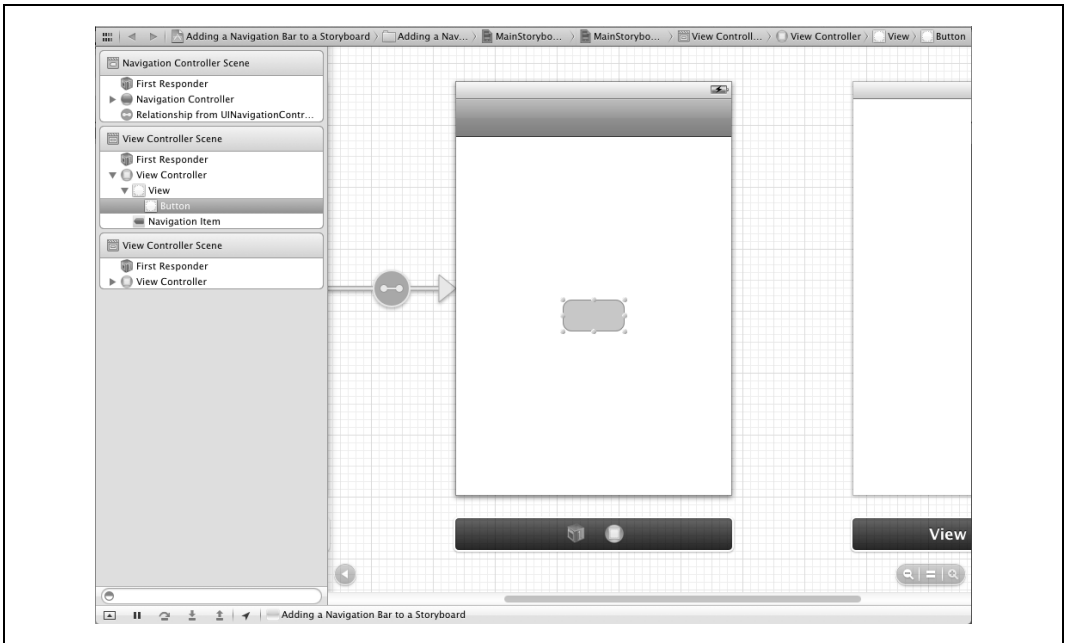 Adding a Navigation Bar to a Storyboard
Adding a Nav...
MainStorybo...
MainStorybo...
View Controll...
View Controller
View
Button
Navigation Controller Scene
First Responder
Navigation Controller
Relationship from UINavigationContr...
View Controller Scene
First Responder
View Controller
View
Button
Navigation Item
View Controller Scene
First Responder
View Controller
View
Adding a Navigation Bar to a Storyboard